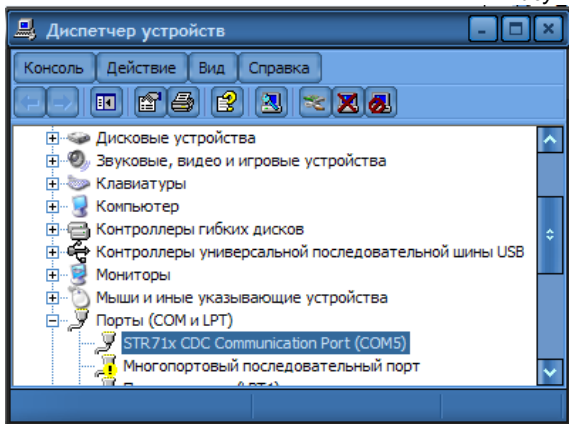 Диспетчер устройств
Консоль Действие Вид Справка
Дисковые устройства
Звуковые, видео и игровые устройства
Клавиатуры
Компьютер
Контроллеры гибких дисков
Контроллеры универсальной последовательной шины USB
Мониторы
Мыши и иные указывающие устройства
Порты (COM и LPT)
STR71x CDC Communication Port (COM5)
Многопортовый последовательный порт